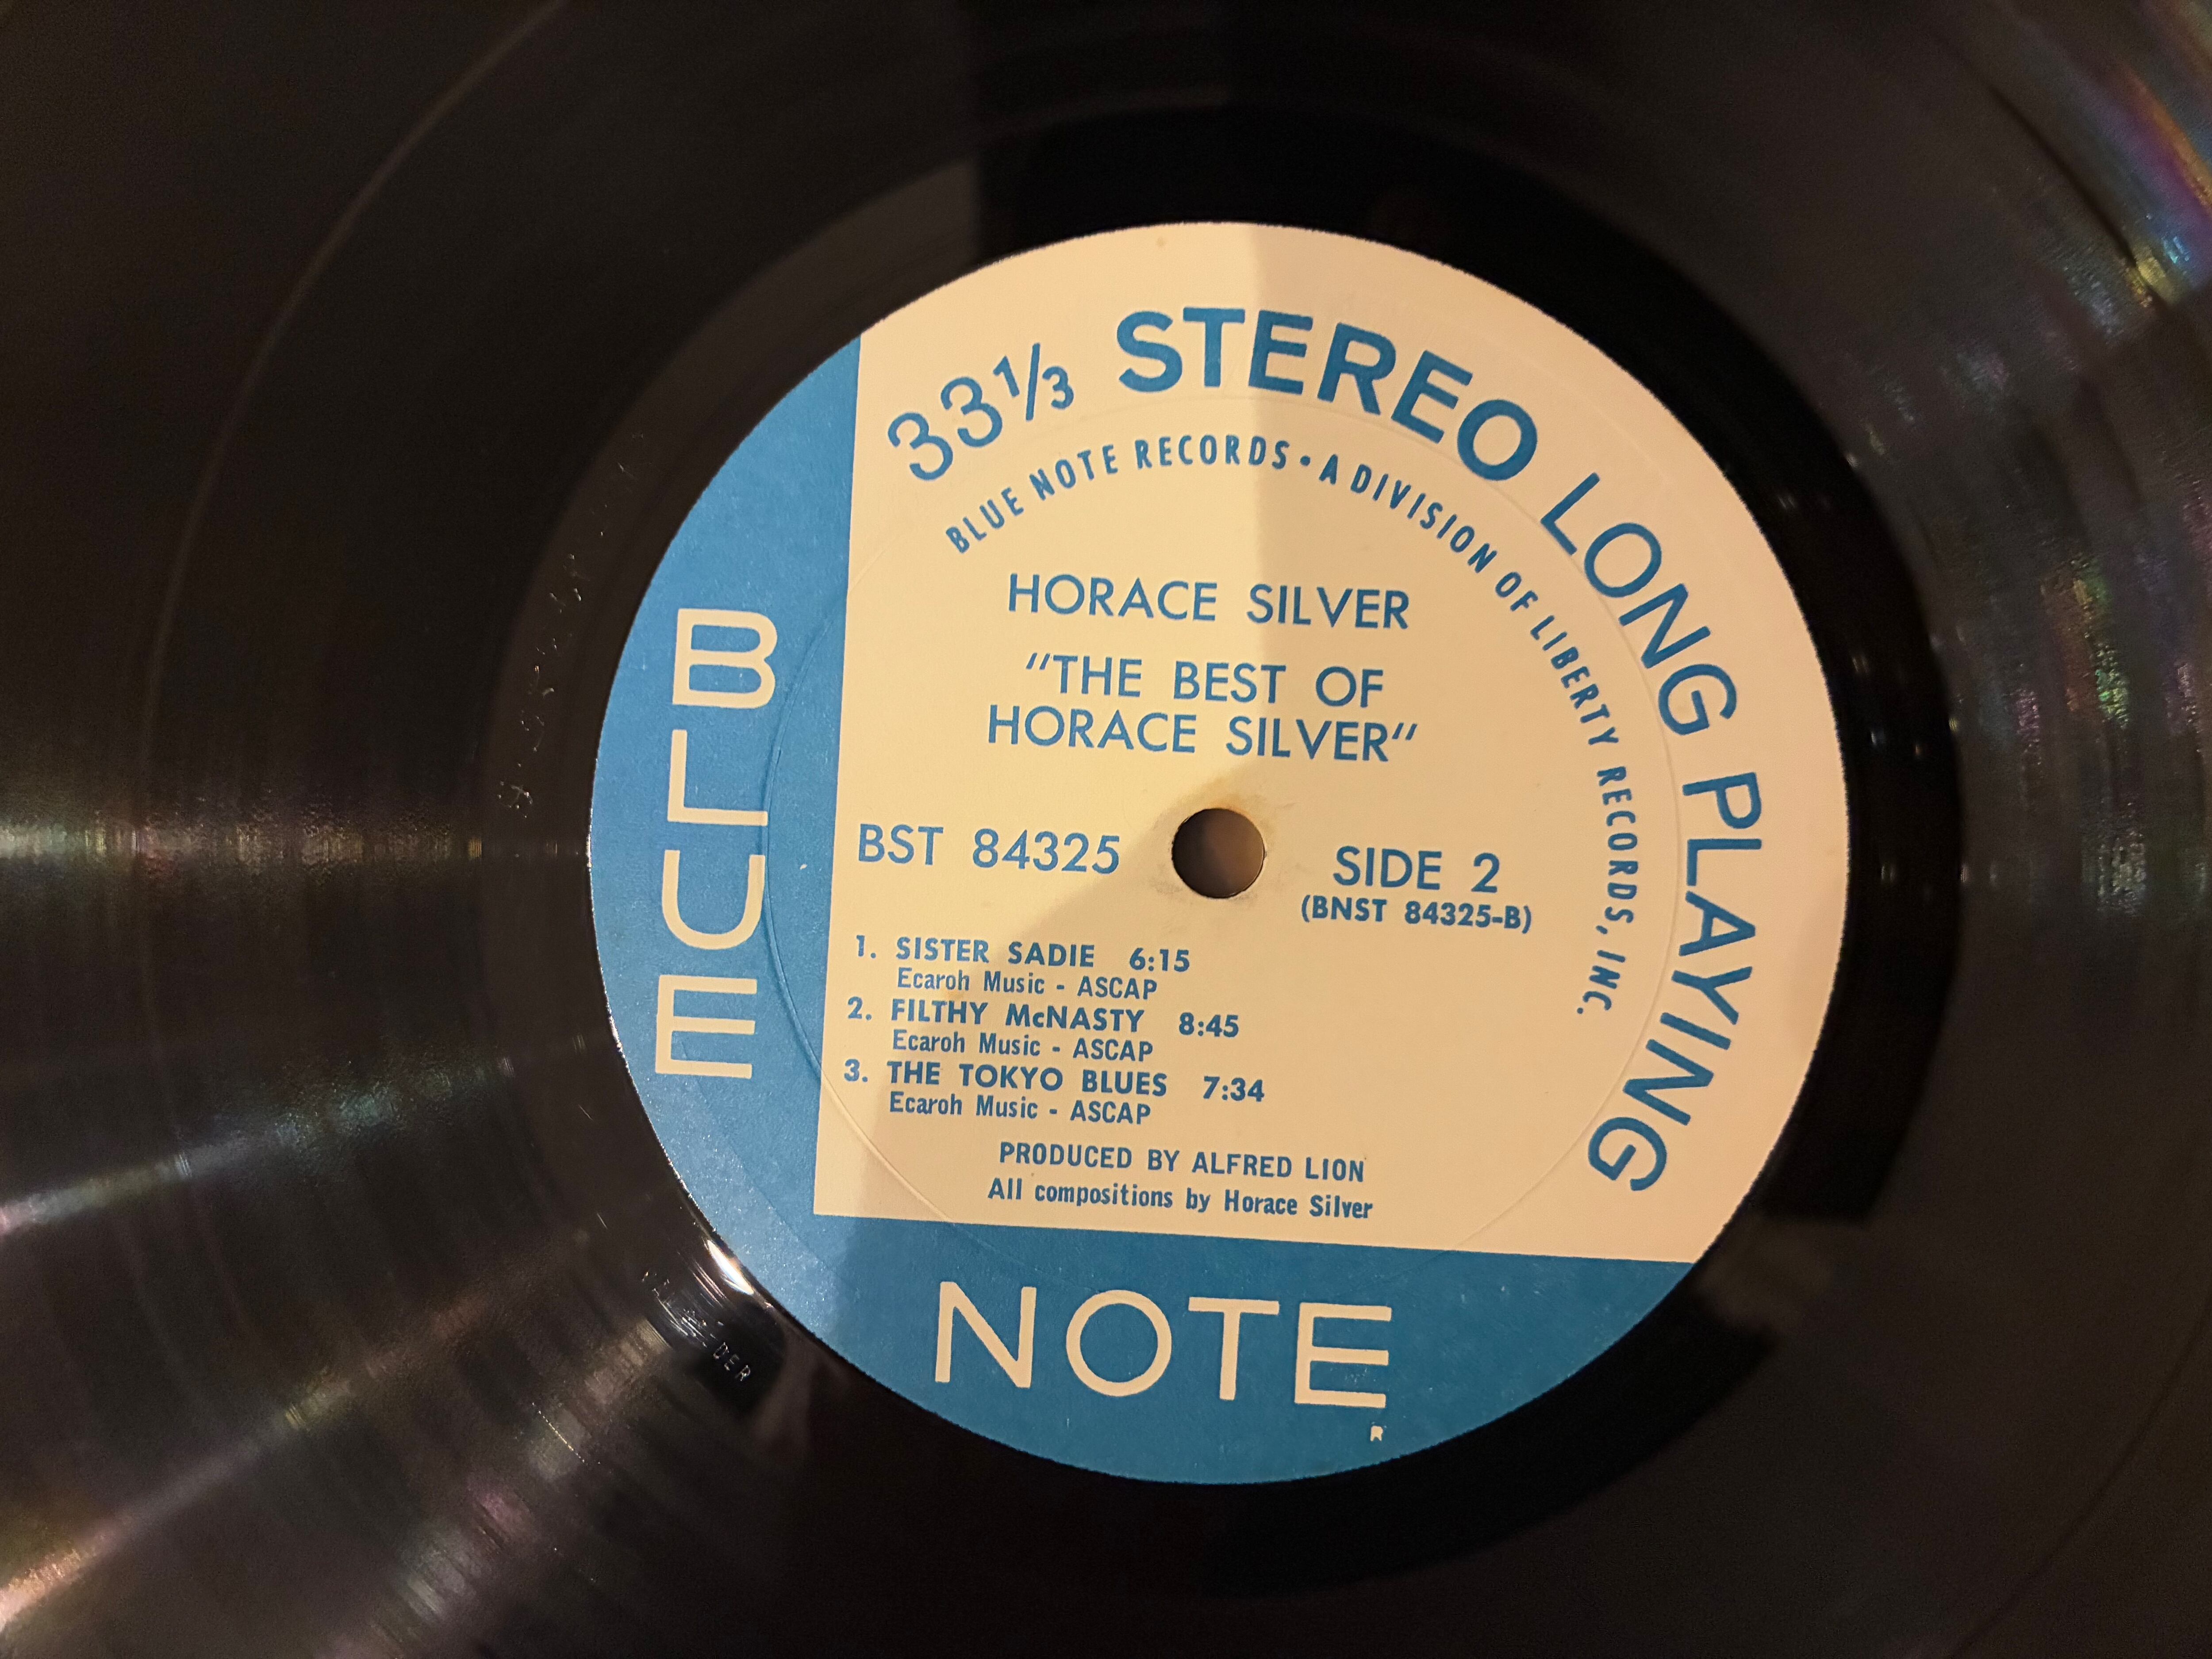 33⅓ STEREO LONG PLAYING
BLUE NOTE RECORDS • A DIVISION OF LIBERTY RECORDS, INC.
HORACE SILVER
"THE BEST OF
HORACE SILVER"
BST 84325
SIDE 2
(BNST 84325-B)
1. SISTER SADIE 6:15
Ecaroh Music - ASCAP
2. FILTHY McNASTY 8:45
Ecaroh Music - ASCAP
3. THE TOKYO BLUES 7:34
Ecaroh Music - ASCAP
PRODUCED BY ALFRED LION
All compositions by Horace Silver
BLUE
NOTE
R